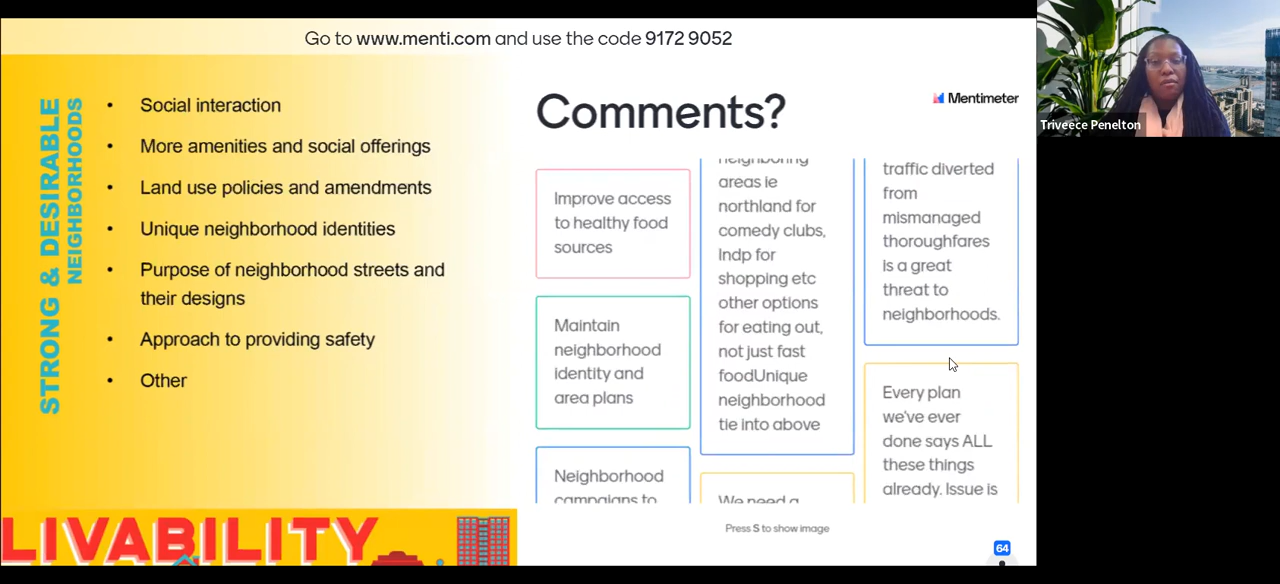 Go to www.menti.com and use the code 9172 9052
STRONG & DESIRABLE
NEIGHBORHOODS
• Social interaction
• More amenities and social offerings
• Land use policies and amendments
• Unique neighborhood identities
• Purpose of neighborhood streets and
their designs
• Approach to providing safety
• Other
LIVABILITY
Comments?
Mentimeter
Improve access
to healthy food
sources
Maintain
neighborhood
identity and
area plans
Neighborhood
campaigns to
neighboring
areas ie
northland for
comedy clubs,
Indp for
shopping etc
other options
for eating out,
not just fast
foodUnique
neighborhood
tie into above
We need a
traffic diverted
from
mismanaged
thoroughfares
is a great
threat to
neighborhoods.
Every plan
we've ever
done says ALL
these things
already. Issue is
Press S to show image
64
Triveece Penelton